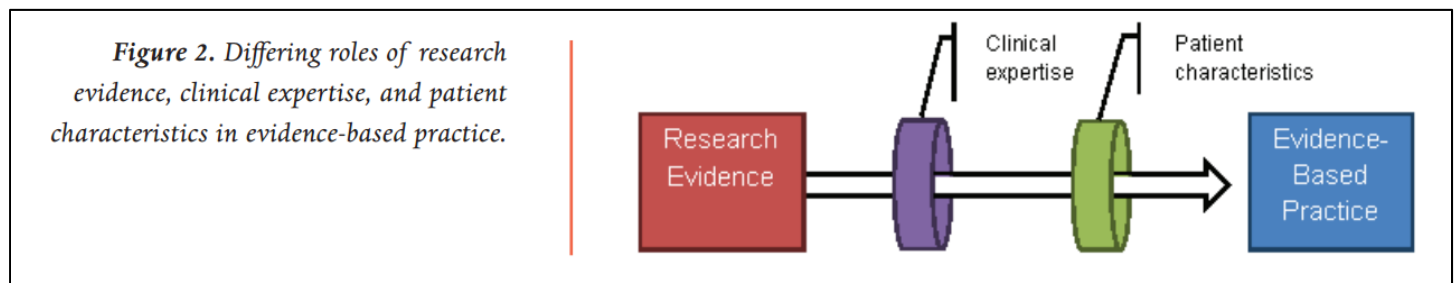 Figure 2. Differing roles of research
evidence, clinical expertise, and patient
characteristics in evidence-based practice.
Clinical
expertise
Patient
characteristics
Research
Evidence
Evidence-
Based
Practice